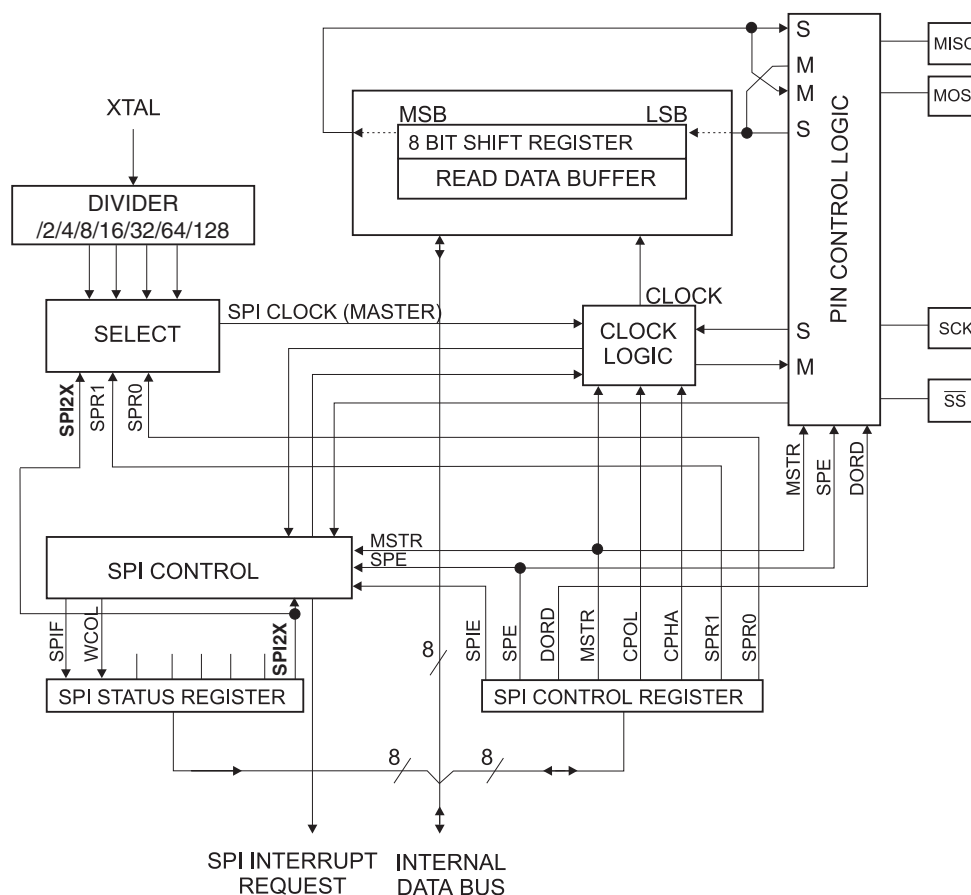 S
MISO
M
XTAL
M
MOSI
MSB
LSB
S
8 BIT SHIFT REGISTER
READ DATA BUFFER
DIVIDER
/2/4/8/16/32/64/128
PIN CONTROL LOGIC
SPI CLOCK (MASTER)
CLOCK
SELECT
CLOCK
LOGIC
S
SCK
M
SPI2X
SPR1
SPR0
SS
MSTR
SPE
DORD
MSTR
SPE
SPI CONTROL
SPIF
WCOL
SPI2X
8
SPIE
SPE
DORD
MSTR
CPOL
CPHA
SPR1
SPR0
SPI STATUS REGISTER
SPI CONTROL REGISTER
8
8
SPI INTERRUPT
REQUEST
INTERNAL
DATA BUS